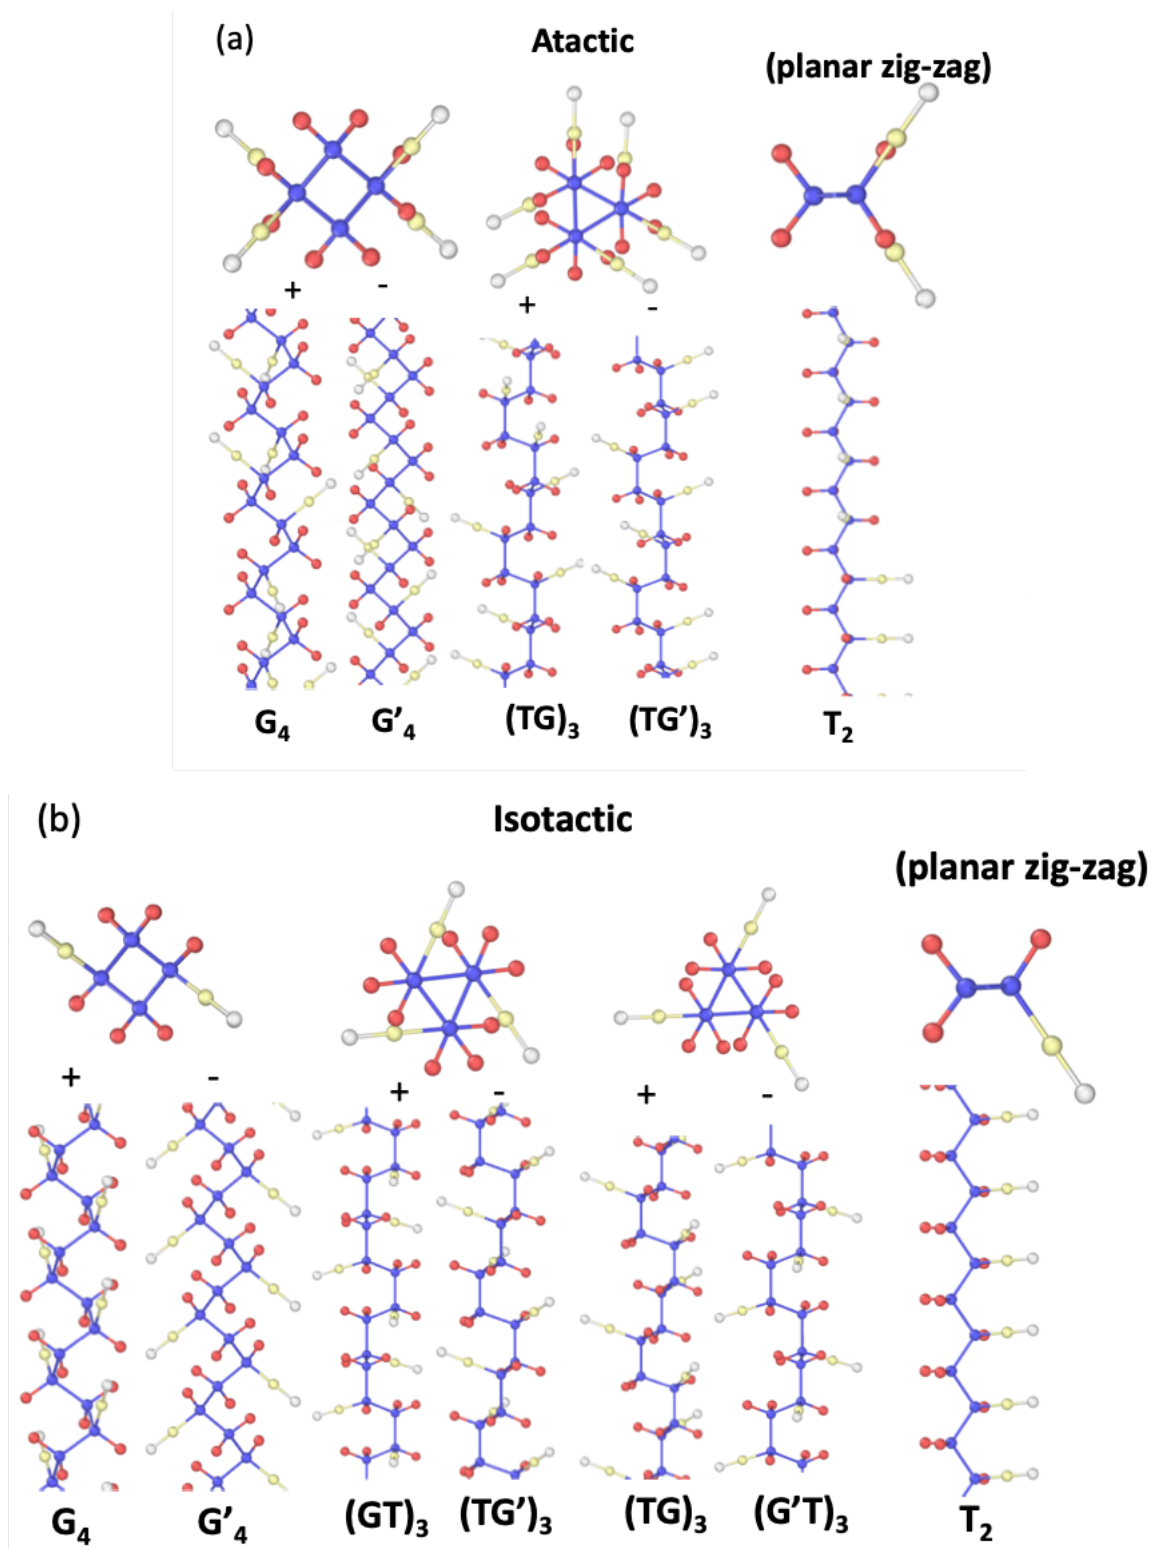 (a)
Atactic
(planar zig-zag)
+ - + -
G4 G'4 (TG)3 (TG')3 T2
(b)
Isotactic
(planar zig-zag)
+ - + - + -
G4 G'4 (GT)3 (TG')3 (TG)3 (G'T)3 T2